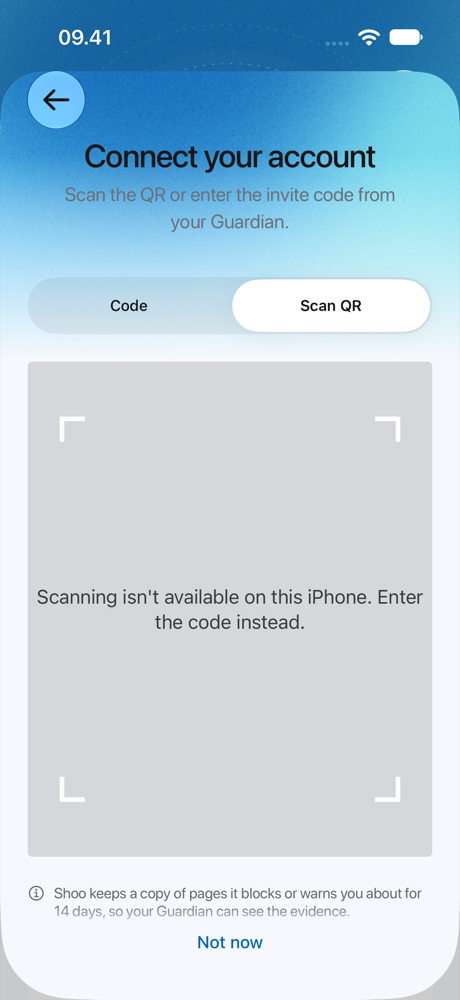 09.41
Connect your account
Scan the QR or enter the invite code from
your Guardian.
Code
Scan QR
Scanning isn't available on this iPhone. Enter
the code instead.
Shoo keeps a copy of pages it blocks or warns you about for
14 days, so your Guardian can see the evidence.
Not now